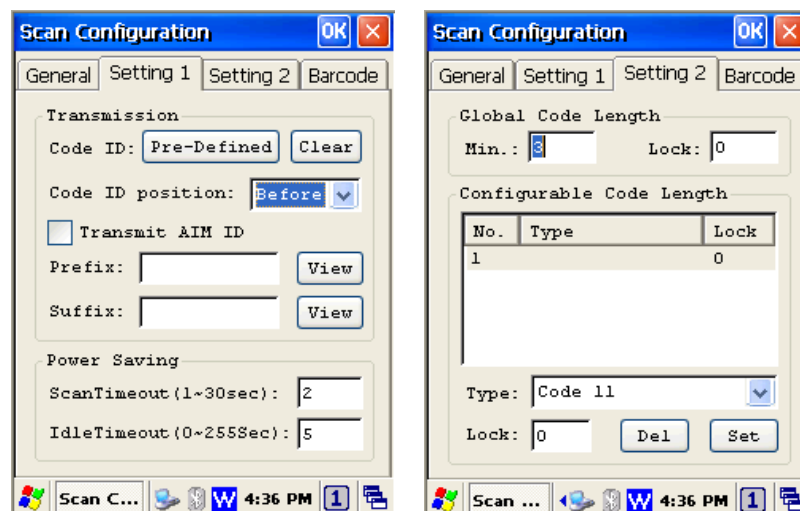 Scan Configuration OK
General Setting 1 Setting 2 Barcode
Transmission
Code ID: Pre-Defined Clear
Code ID position: Before
Transmit AIM ID
Prefix: View
Suffix: View
Power Saving
ScanTimeout(1~30sec): 2
IdleTimeout(0~255Sec): 5
Scan C... W 4:36 PM 1
Scan Configuration OK
General Setting 1 Setting 2 Barcode
Global Code Length
Min.: 3 Lock: 0
Configurable Code Length
No. Type Lock
1 0
Type: Code 11
Lock: 0 Del Set
Scan ... W 4:36 PM 1